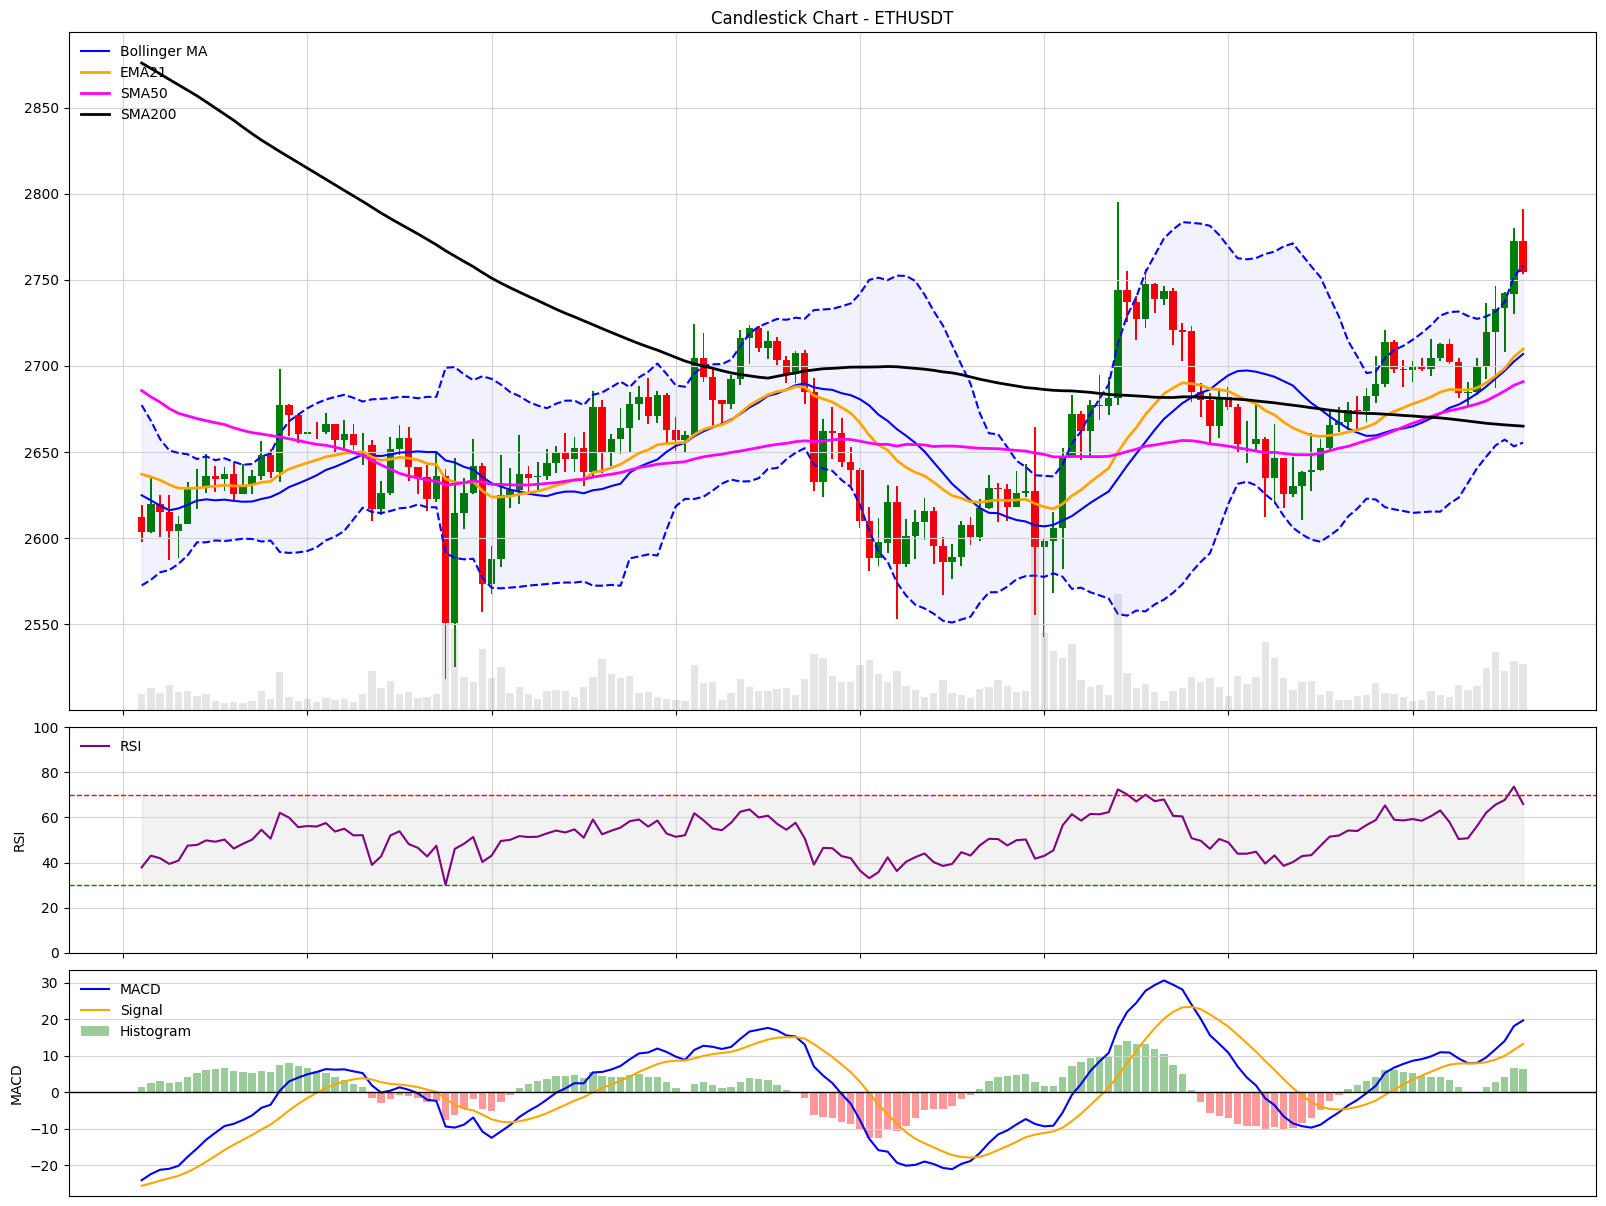 Candlestick Chart - ETHUSDT
Bollinger MA
EMA21
SMA50
SMA200
2850
2800
2750
2700
2650
2600
2550
RSI
100
80
60
40
20
0
RSI
MACD
Signal
Histogram
30
20
10
0
−10
−20
MACD